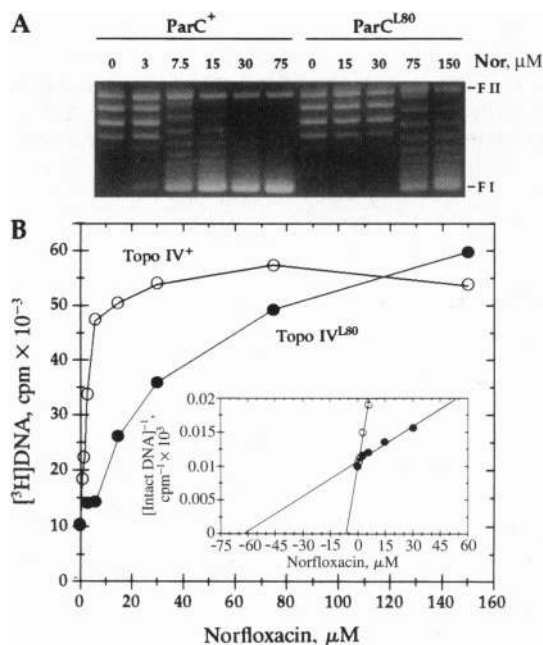 A
ParC+ ParCL80
0 3 7.5 15 30 75 0 15 30 75 150 Nor, μM
F II
F I
B
[³H]DNA, cpm × 10⁻³
60
50
40
30
20
10
0
Topo IV+
Topo IVL80
[Intact DNA]⁻¹, cpm⁻¹ × 10³
0.02
0.015
0.010
0.005
0
-75 -60 -45 -30 -15 0 15 30 45 60
Norfloxacin, μM
0 20 40 60 80 100 120 140 160
Norfloxacin, μM